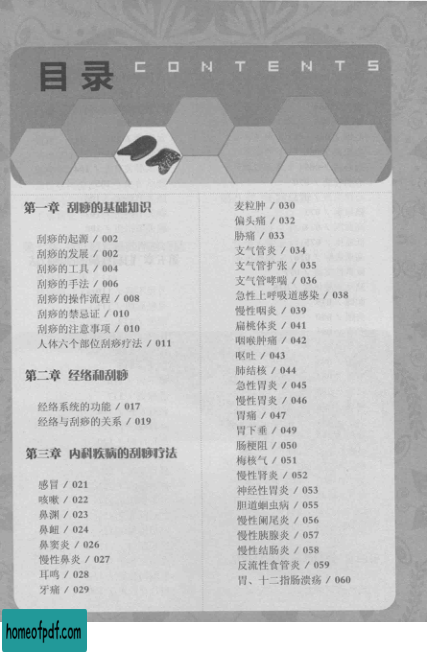 目录 CONTENTS
第一章 刮痧的基础知识
刮痧的起源 / 002
刮痧的发展 / 002
刮痧的工具 / 004
刮痧的手法 / 006
刮痧的操作流程 / 008
刮痧的禁忌证 / 010
刮痧的注意事项 / 010
人体六个部位刮痧疗法 / 011
第二章 经络和刮痧
经络系统的功能 / 017
经络与刮痧的关系 / 019
第三章 内科疾病的刮痧疗法
感冒 / 021
咳嗽 / 022
鼻渊 / 023
鼻衄 / 024
鼻窦炎 / 026
慢性鼻炎 / 027
耳鸣 / 028
牙痛 / 029
麦粒肿 / 030
偏头痛 / 032
胁痛 / 033
支气管炎 / 034
支气管扩张 / 035
支气管哮喘 / 036
急性上呼吸道感染 / 038
慢性咽炎 / 039
扁桃体炎 / 041
咽喉肿痛 / 042
呕吐 / 043
肺结核 / 044
急性胃炎 / 045
慢性胃炎 / 046
胃痛 / 047
胃下垂 / 049
肠梗阻 / 050
梅核气 / 051
慢性肾炎 / 052
神经性胃炎 / 053
胆道蛔虫病 / 055
慢性阑尾炎 / 056
慢性胰腺炎 / 057
慢性结肠炎 / 058
反流性食管炎 / 059
胃、十二指肠溃疡 / 060
homeofpdf.com